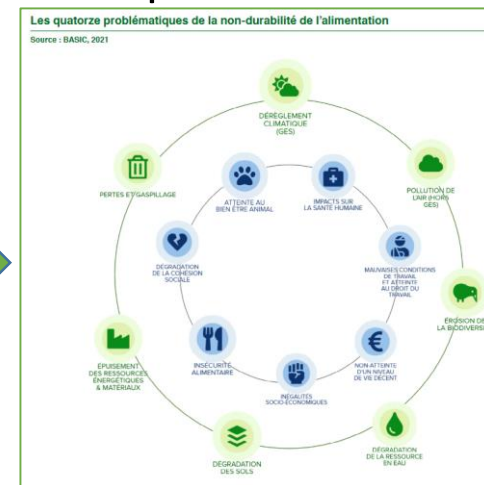 Les quatorze problématiques de la non-durabilité de l'alimentation
Source : BASIC, 2021
DÉRÈGLEMENT
CLIMATIQUE
(GES)
POLLUTION DE
L'AIR (HORS
GES)
ÉROSION DE
LA BIODIVERS
DÉGRADATION
DE LA RESSOURCE
EN EAU
DÉGRADATION
DES SOLS
ÉPUISEMENT
DES RESSOURCES
ÉNERGÉTIQUES
& MATÉRIAUX
PERTES ET GASPILLAGE
ATTEINTE AU
BIEN ÊTRE ANIMAL
IMPACTS SUR
LA SANTÉ HUMAINE
MAUVAISES CONDITIONS
DE TRAVAIL
ET ATTEINTE
AU DROIT DU
TRAVAIL
NON-ATTEINTE
D'UN NIVEAU
DE VIE DÉCENT
INÉGALITÉS
SOCIO-ÉCONOMIQUES
INSÉCURITÉ
ALIMENTAIRE
DÉGRADATION
DE LA COHÉSION
SOCIALE